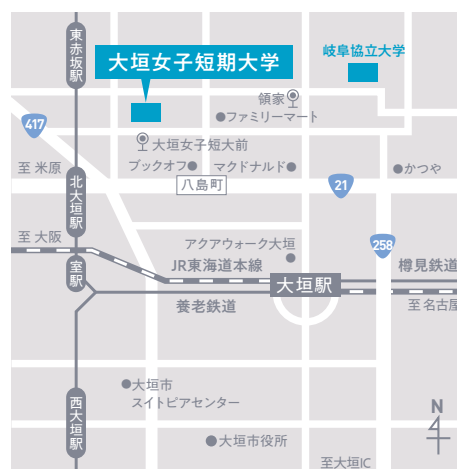 東赤坂駅
大垣女子短期大学
岐阜協立大学
領家
ファミリーマート
417
大垣女子短大前
至 米原
ブックオフ
マクドナルド
かつや
八島町
21
北大垣駅
至 大阪
アクアウォーク大垣
258
室駅
JR東海道本線
樽見鉄道
大垣駅
養老鉄道
至 名古屋
大垣市
スイトピアセンター
西大垣駅
N
大垣市役所
至大垣IC